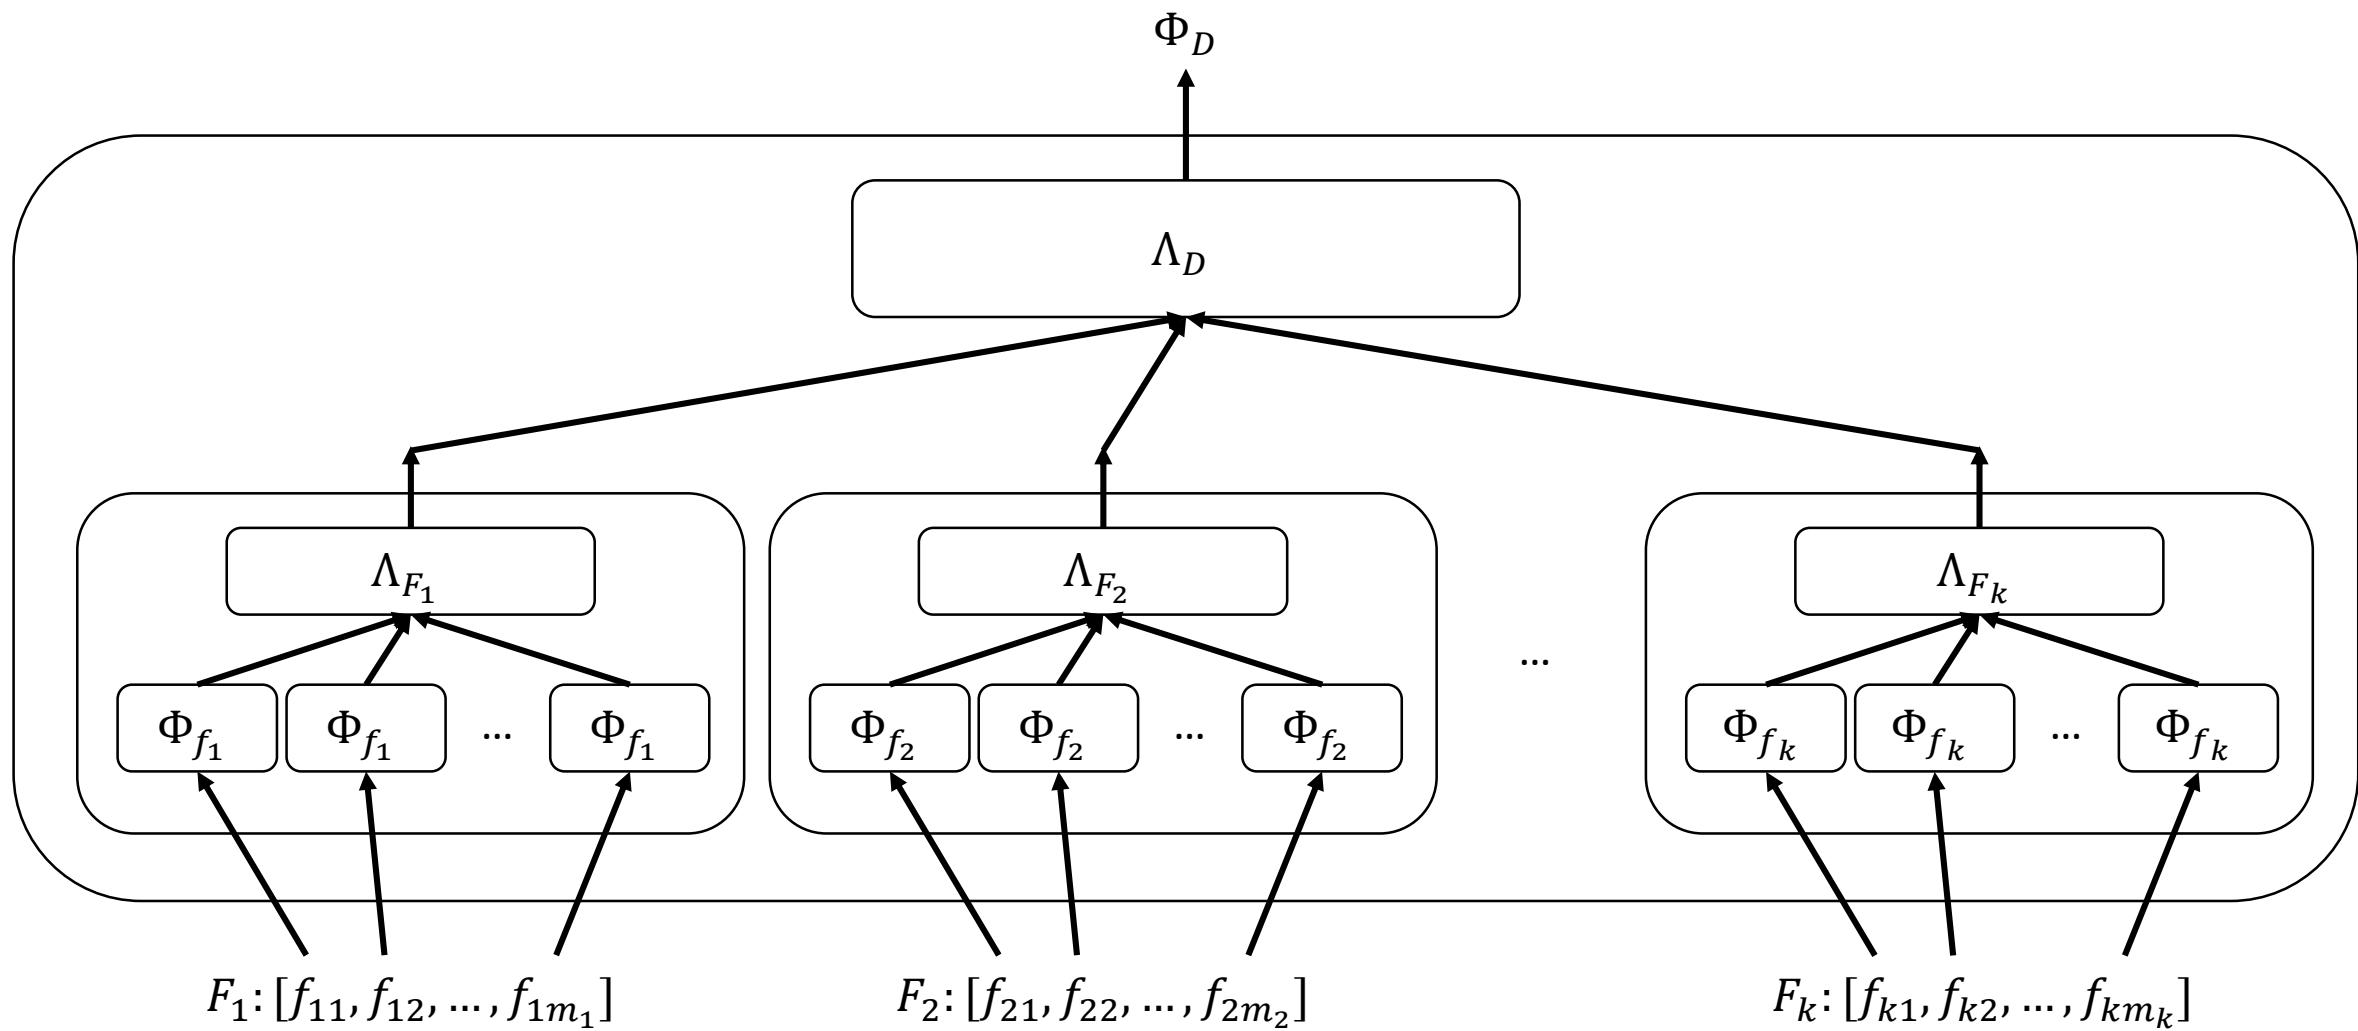 Φ_D
Λ_D
Λ_{F_1} Λ_{F_2} Λ_{F_k}
...
Φ_{f_1} Φ_{f_1} ... Φ_{f_1} Φ_{f_2} Φ_{f_2} ... Φ_{f_2} Φ_{f_k} Φ_{f_k} ... Φ_{f_k}
F_1: [f_{11}, f_{12}, ..., f_{1m_1}] F_2: [f_{21}, f_{22}, ..., f_{2m_2}] F_k: [f_{k1}, f_{k2}, ..., f_{km_k}]